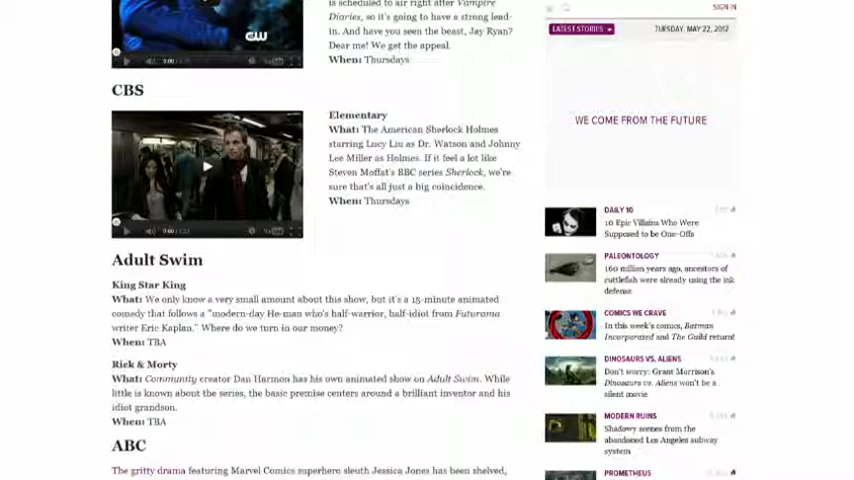 is scheduled to air right after Vampire
Diaries, so it's going to have a strong lead-
in. And have you seen the beast, Jay Ryan?
Dear me! We get the appeal.
When: Thursdays
CW
CBS
Elementary
What: The American Sherlock Holmes
starring Lucy Liu as Dr. Watson and Johnny
Lee Miller as Holmes. If it feel a lot like
Steven Moffat's BBC series Sherlock, we're
sure that's all just a big coincidence.
When: Thursdays
Adult Swim
King Star King
What: We only know a very small amount about this show, but it's a 15-minute animated
comedy that follows a "modern-day He-man who's half-warrior, half-idiot from Futurama
writer Eric Kaplan." Where do we turn in our money?
When: TBA
Rick & Morty
What: Community creator Dan Harmon has his own animated show on Adult Swim. While
little is known about the series, the basic premise centers around a brilliant inventor and his
idiot grandson.
When: TBA
ABC
The gritty drama featuring Marvel Comics superhero sleuth Jessica Jones has been shelved,
SIGN IN
LATEST STORIES
TUESDAY, MAY 22, 2012
WE COME FROM THE FUTURE
DAILY 10
10 Epic Villains Who Were
Supposed to be One-Offs
PALEONTOLOGY
160 million years ago, ancestors of
cuttlefish were already using the ink
defense
COMICS WE CRAVE
In this week's comics, Batman
Incorporated and The Guild return!
DINOSAURS VS. ALIENS
Don't worry: Grant Morrison's
Dinosaurs vs. Aliens won't be a
silent movie
MODERN RUINS
Shadowy scenes from the
abandoned Los Angeles subway
system
PROMETHEUS